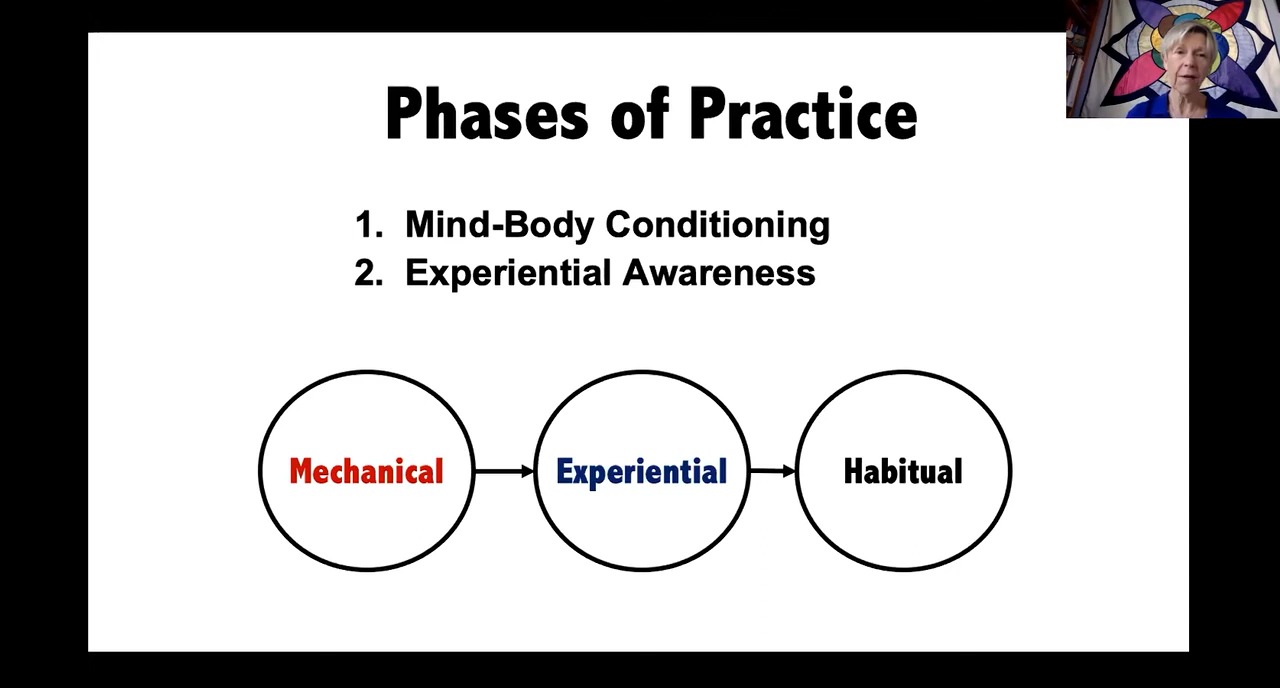 Phases of Practice
1. Mind-Body Conditioning
2. Experiential Awareness
Mechanical
Experiential
Habitual